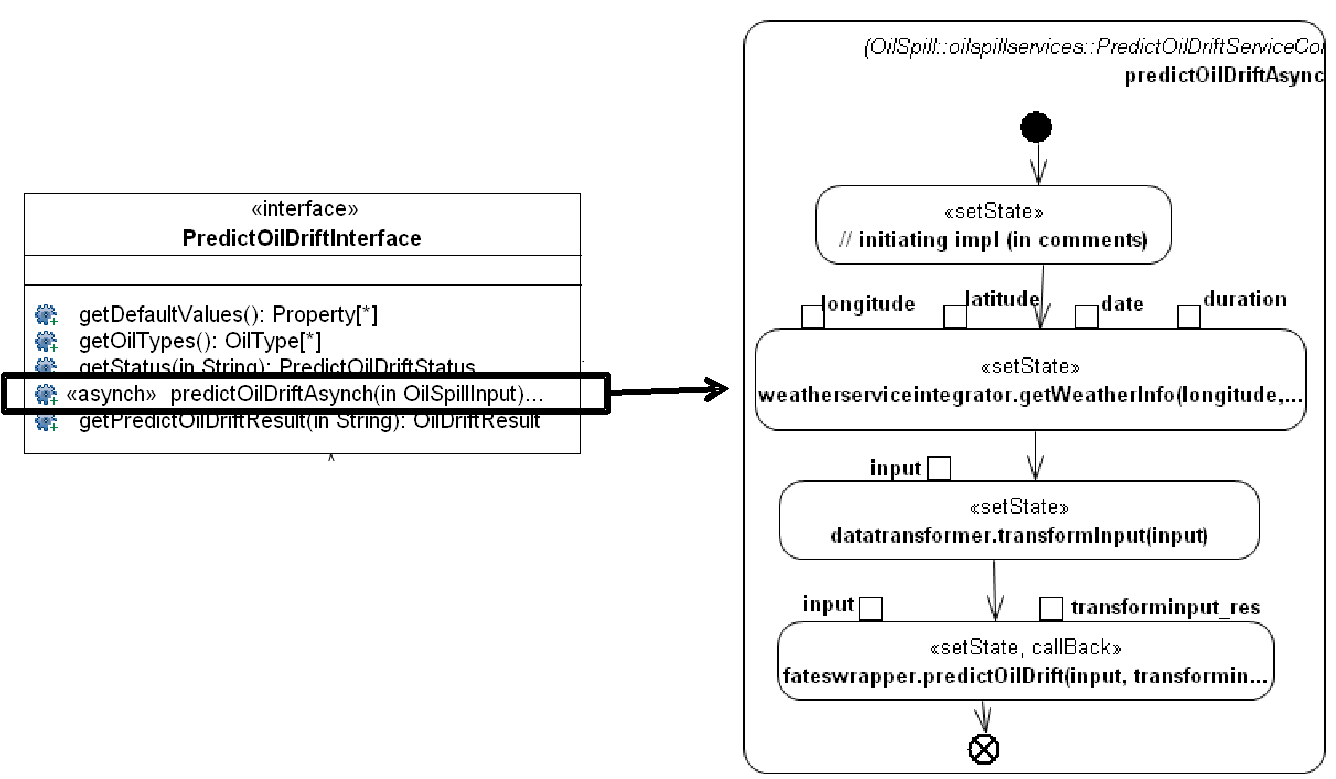 «interface»
PredictOilDriftInterface
getDefaultValues(): Property[*]
getOilTypes(): OilType[*]
getStatus(in String): PredictOilDriftStatus
«asynch» predictOilDriftAsynch(in OilSpillInput)...
getPredictOilDriftResult(in String): OilDriftResult
(OilSpill::oilspillservices::PredictOilDriftServiceCo
predictOilDriftAsync
«setState»
// initiating impl (in comments)
longitude
latitude
date
duration
«setState»
weatherserviceintegrator.getWeatherInfo(longitude,...
input
«setState»
datatransformer.transformInput(input)
input
transforminput_res
«setState, callBack»
fateswrapper.predictOilDrift(input, transformin...